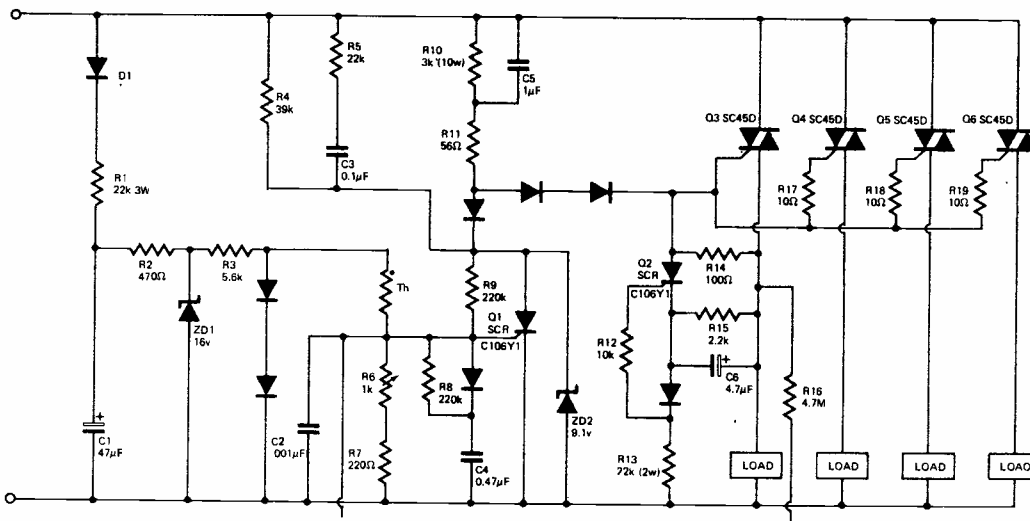 D1
R1
22k 3W
R4
39k
R5
22k
C3
0.1µF
R10
3k (10w)
C5
1µF
R11
56Ω
Q3 SC45D
Q4 SC45D
Q5 SC45D
Q6 SC45D
R17
10Ω
R18
10Ω
R19
10Ω
R2
470Ω
R3
5.6k
ZD1
16v
Th
R9
220k
Q1
SCR
C106Y1
Q2
SCR
C106Y1
R14
100Ω
R15
2.2k
R12
10k
C6
4.7µF
R16
4.7M
R6
1k
R8
220k
ZD2
9.1v
C1
47µF
C2
001µF
R7
220Ω
C4
0.47µF
R13
22k (2w)
LOAD
LOAD
LOAD
LOAD